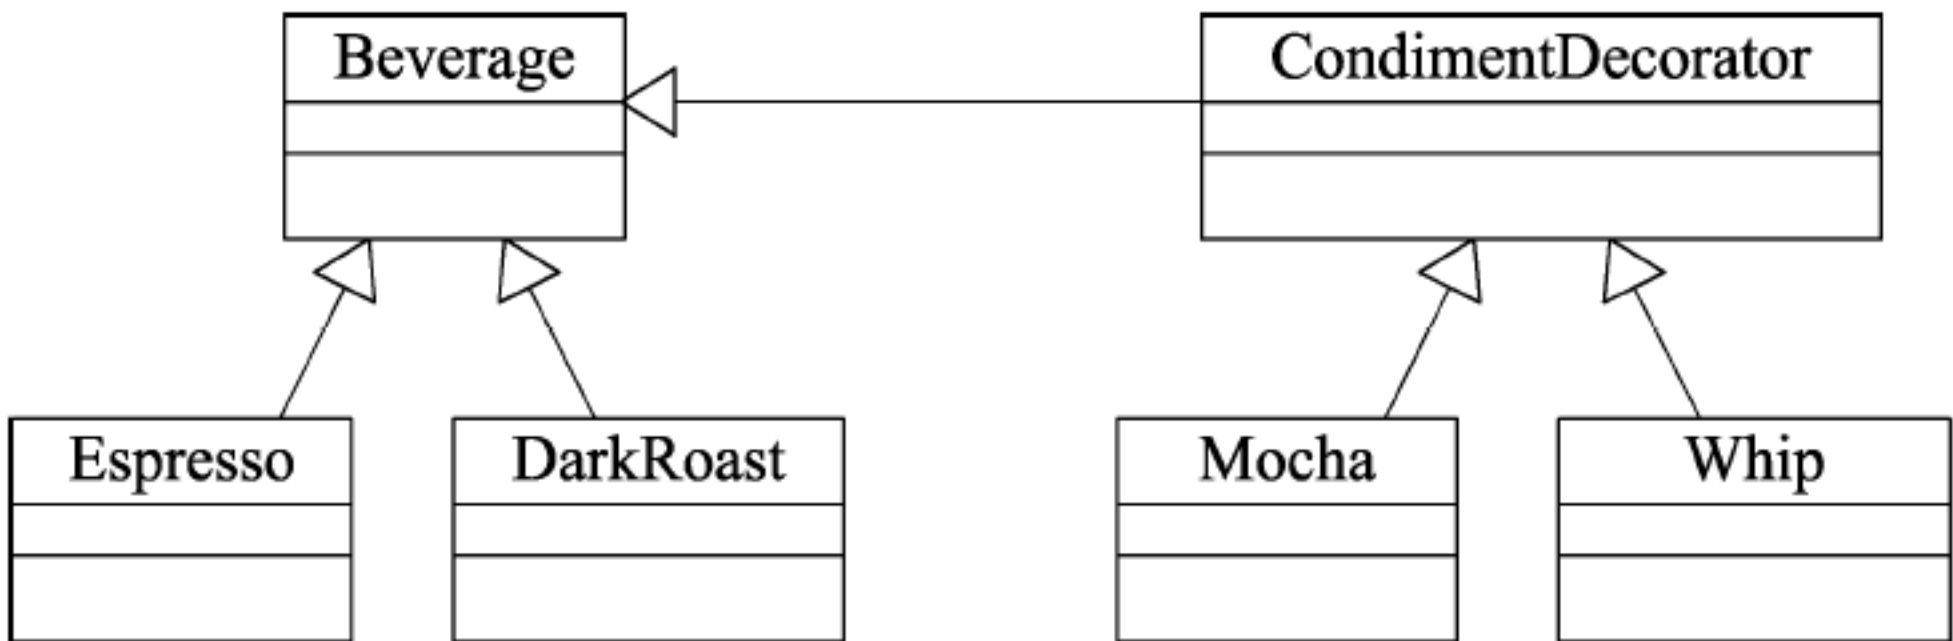 Beverage
CondimentDecorator
Espresso
DarkRoast
Mocha
Whip